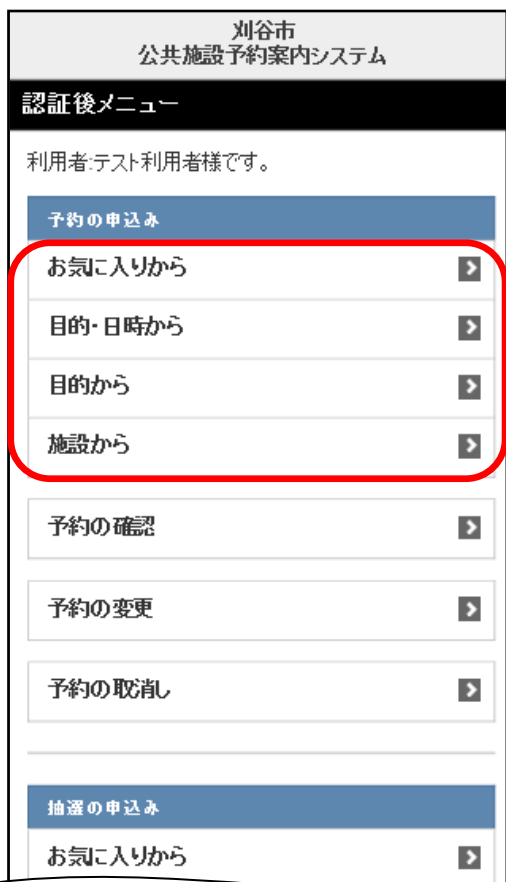 刈谷市
公共施設予約案内システム
認証後メニュー
利用者:テスト利用者様です。
予約の申込み
お気に入りから
目的・日時から
目的から
施設から
予約の確認
予約の変更
予約の取消し
抽選の申込み
お気に入りから